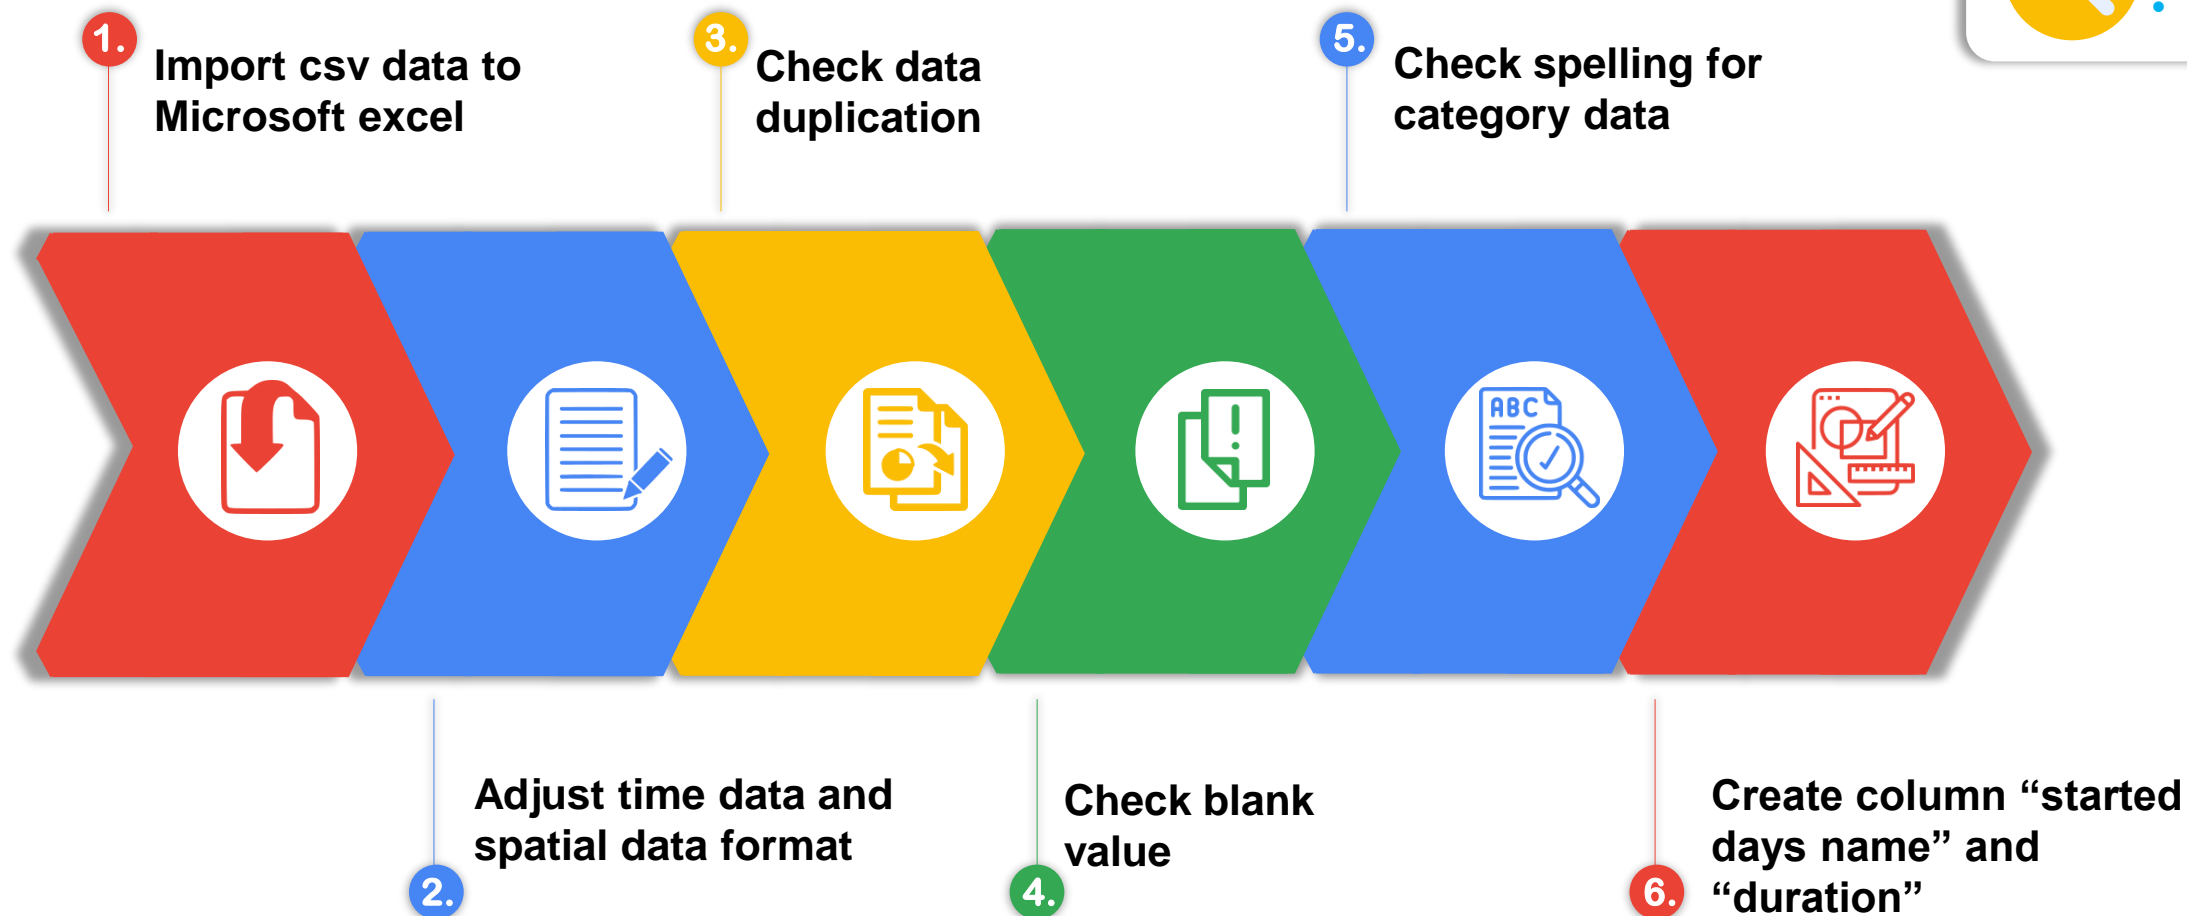 1.
Import csv data to
Microsoft excel
2.
Adjust time data and
spatial data format
3.
Check data
duplication
4.
Check blank
value
5.
Check spelling for
category data
ABC
6.
Create column “started
days name” and
“duration”